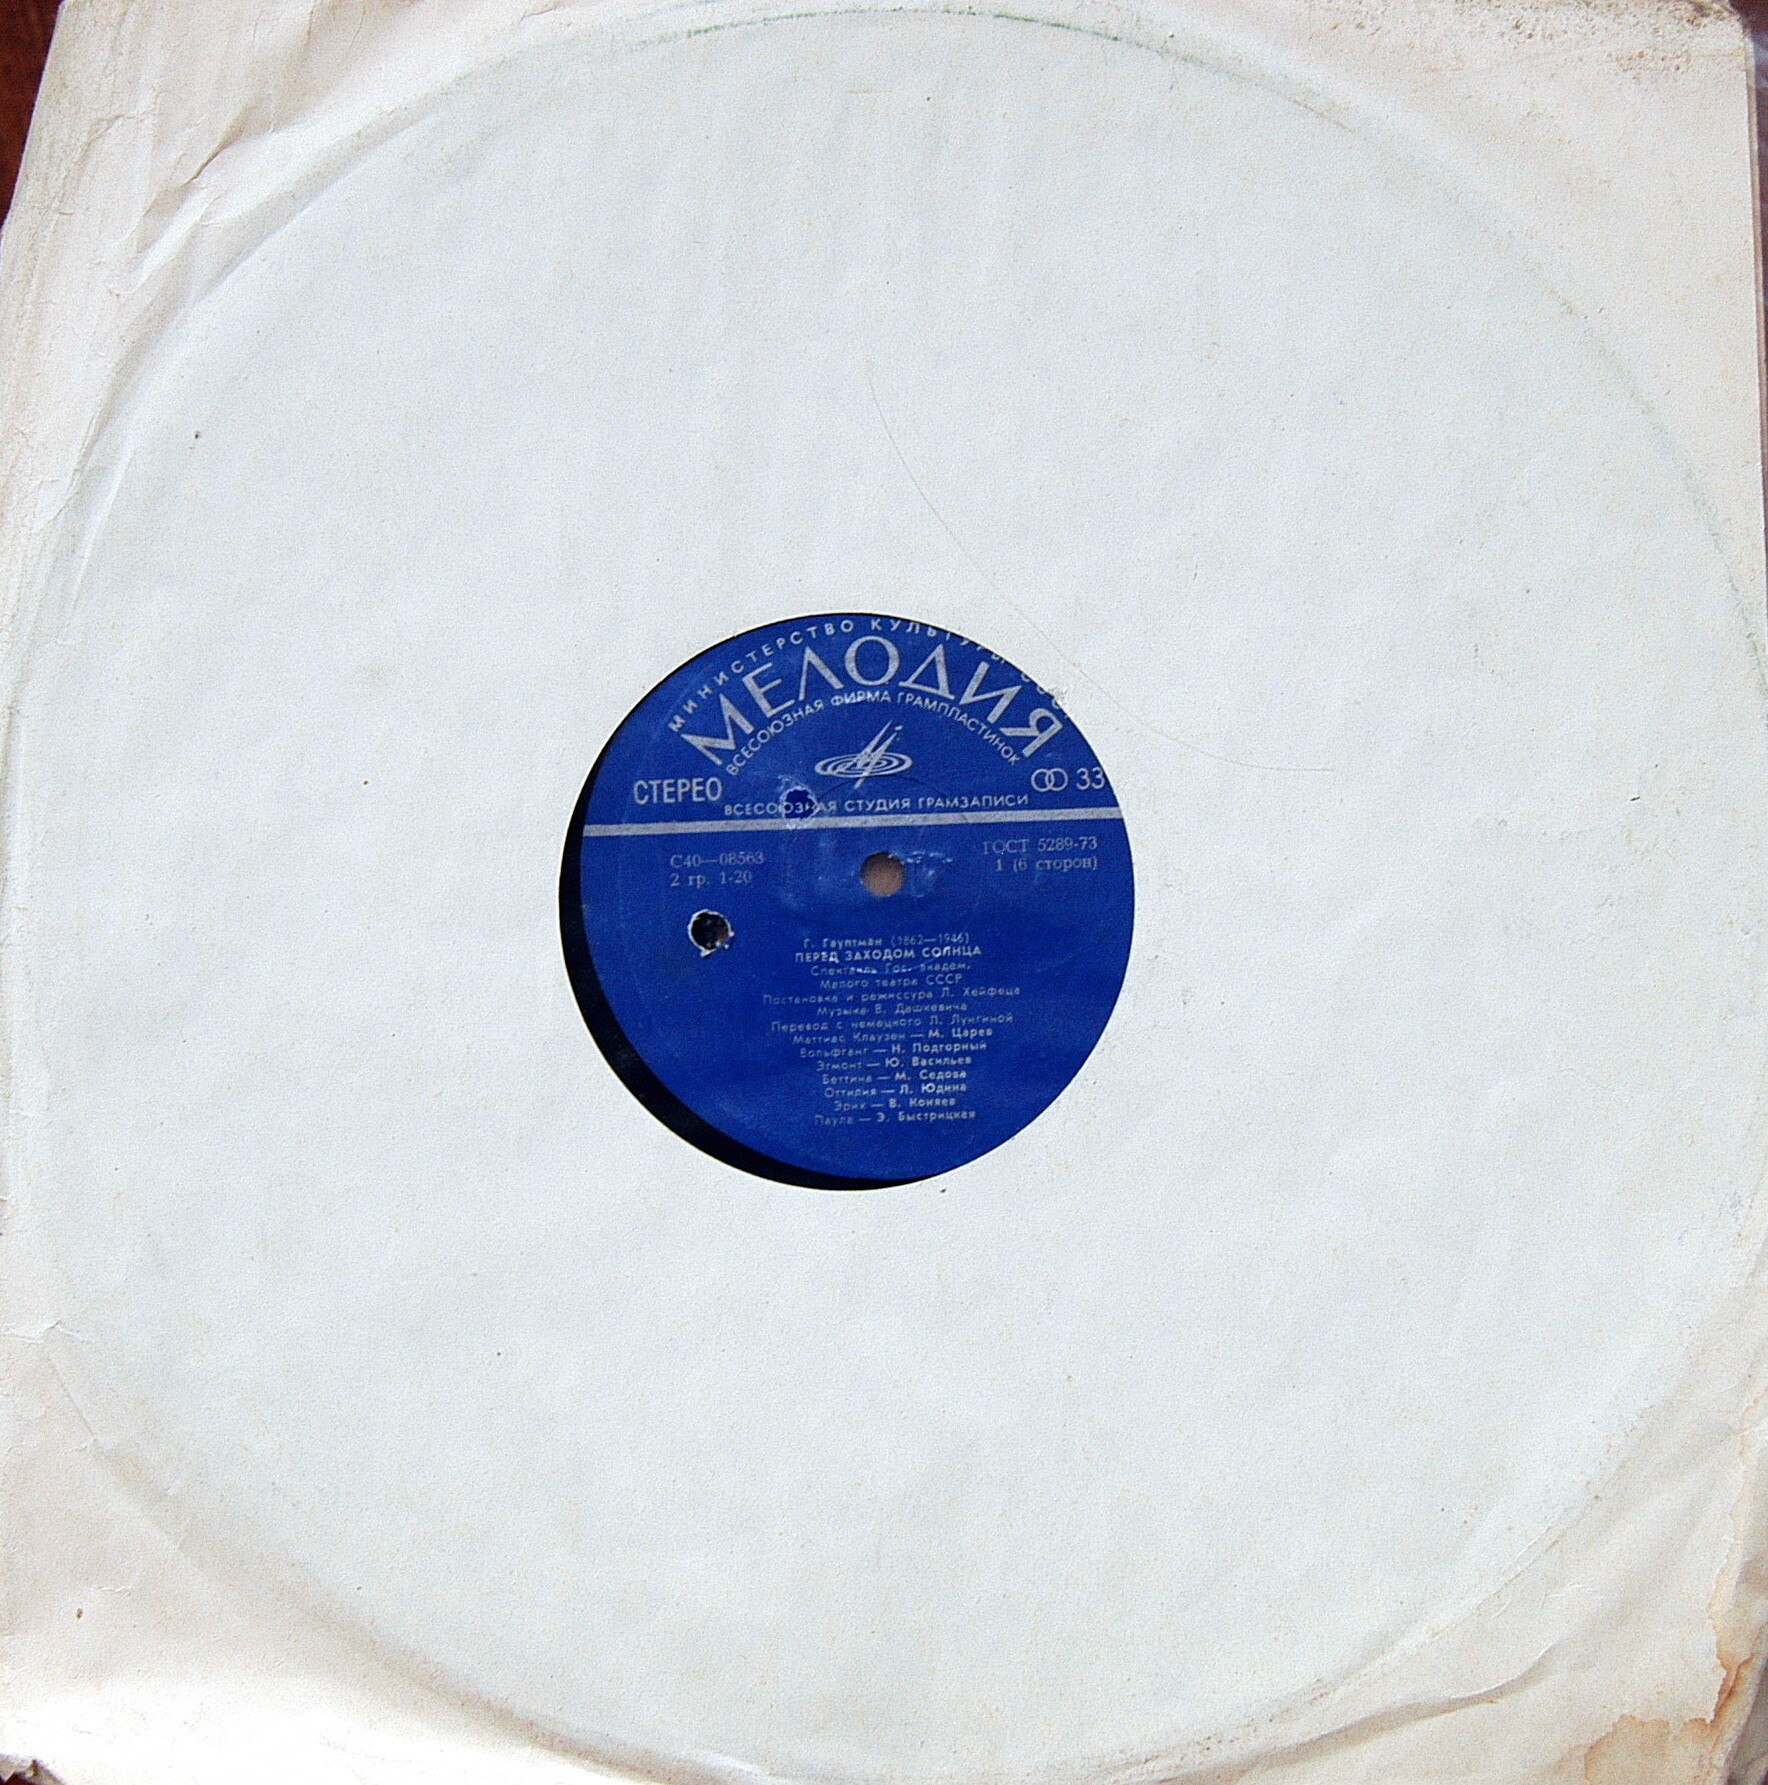 МИНИСТЕРСТВО КУЛЬТУРЫ СССР
МЕЛОДИЯ
ВСЕСОЮЗНАЯ ФИРМА ГРАМПЛАСТИНОК
СТЕРЕО
33
ВСЕСОЮЗНАЯ СТУДИЯ ГРАМЗАПИСИ
С40—08563
ГОСТ 5289-73
2 гр. 1-20
1 (6 сторон)
Г. Гауптман (1862—1946)
ПЕРЕД ЗАХОДОМ СОЛНЦА
Спектакль Гос. академ.
Малого театра СССР
Постановка и режиссура Л. Хейфеца
Музыка В. Дашкевича
Перевод с немецкого Л. Лунгиной
Маттиас Клаузен — М. Царев
Вольфганг — Н. Подгорный
Эгмонт — Ю. Васильев
Беттина — М. Седова
Оттилия — Л. Юдина
Эрих — В. Коняев
Паула — Э. Быстрицкая